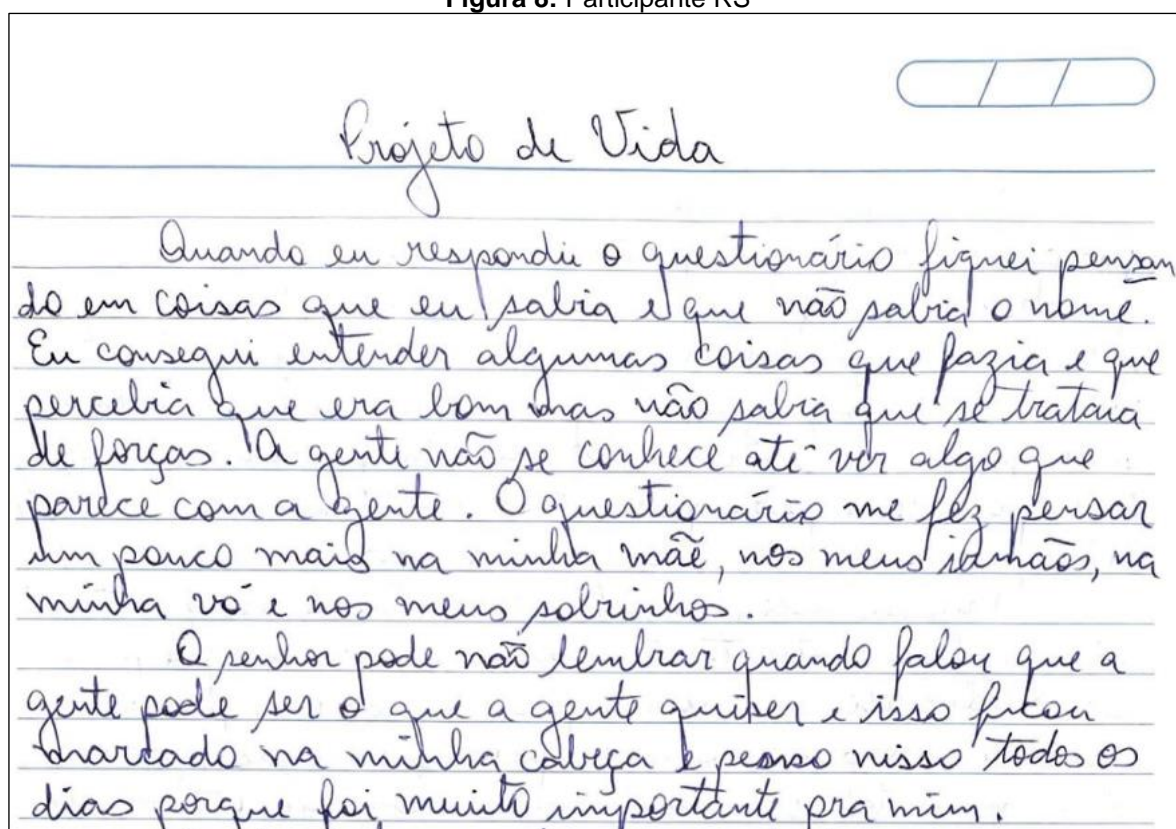 Figura 8: Participante RS
Projeto de Vida
Quando eu respondi o questionário fiquei pensan
do em coisas que eu sabia e que não sabia o nome.
Eu consegui entender algumas coisas que fazia e que
percebia que era bom mas não sabia que se tratava
de forças. A gente não se conhece até ver algo que
parece com a gente. O questionário me fez pensar
um pouco mais na minha mãe, nos meus irmãos, na
minha vó e nos meus sobrinhos.
O senhor pode não lembrar quando falou que a
gente pode ser o que a gente quiser e isso ficou
marcado na minha cabeça e penso nisso todos os
dias porque foi muito importante pra mim.